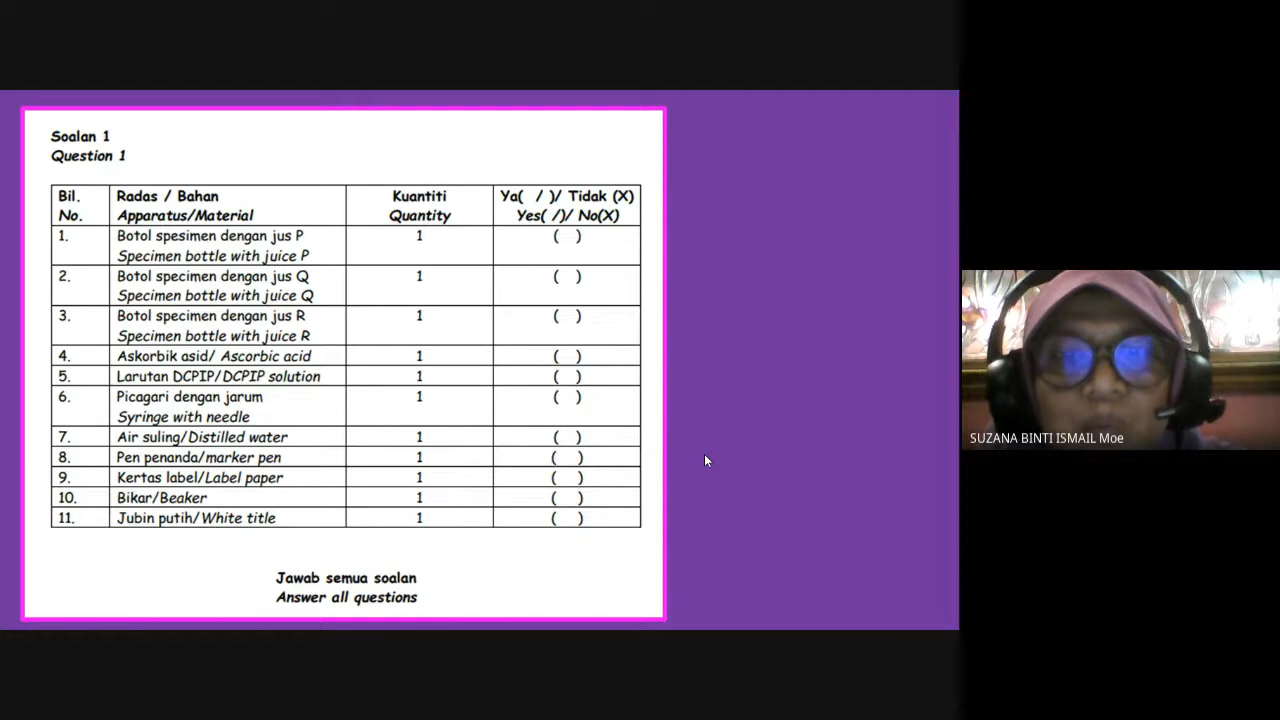 Soalan 1
Question 1
Bil. Radas / Bahan Kuantiti Ya( / )/ Tidak (X)
No. Apparatus/Material Quantity Yes( /)/ No(X)
1. Botol spesimen dengan jus P 1 ( )
Specimen bottle with juice P
2. Botol specimen dengan jus Q 1 ( )
Specimen bottle with juice Q
3. Botol specimen dengan jus R 1 ( )
Specimen bottle with juice R
4. Askorbik asid/ Ascorbic acid 1 ( )
5. Larutan DCPIP/DCPIP solution 1 ( )
6. Picagari dengan jarum 1 ( )
Syringe with needle
7. Air suling/Distilled water 1 ( )
8. Pen penanda/marker pen 1 ( )
9. Kertas label/Label paper 1 ( )
10. Bikar/Beaker 1 ( )
11. Jubin putih/White title 1 ( )
Jawab semua soalan
Answer all questions
SUZANA BINTI ISMAIL Moe